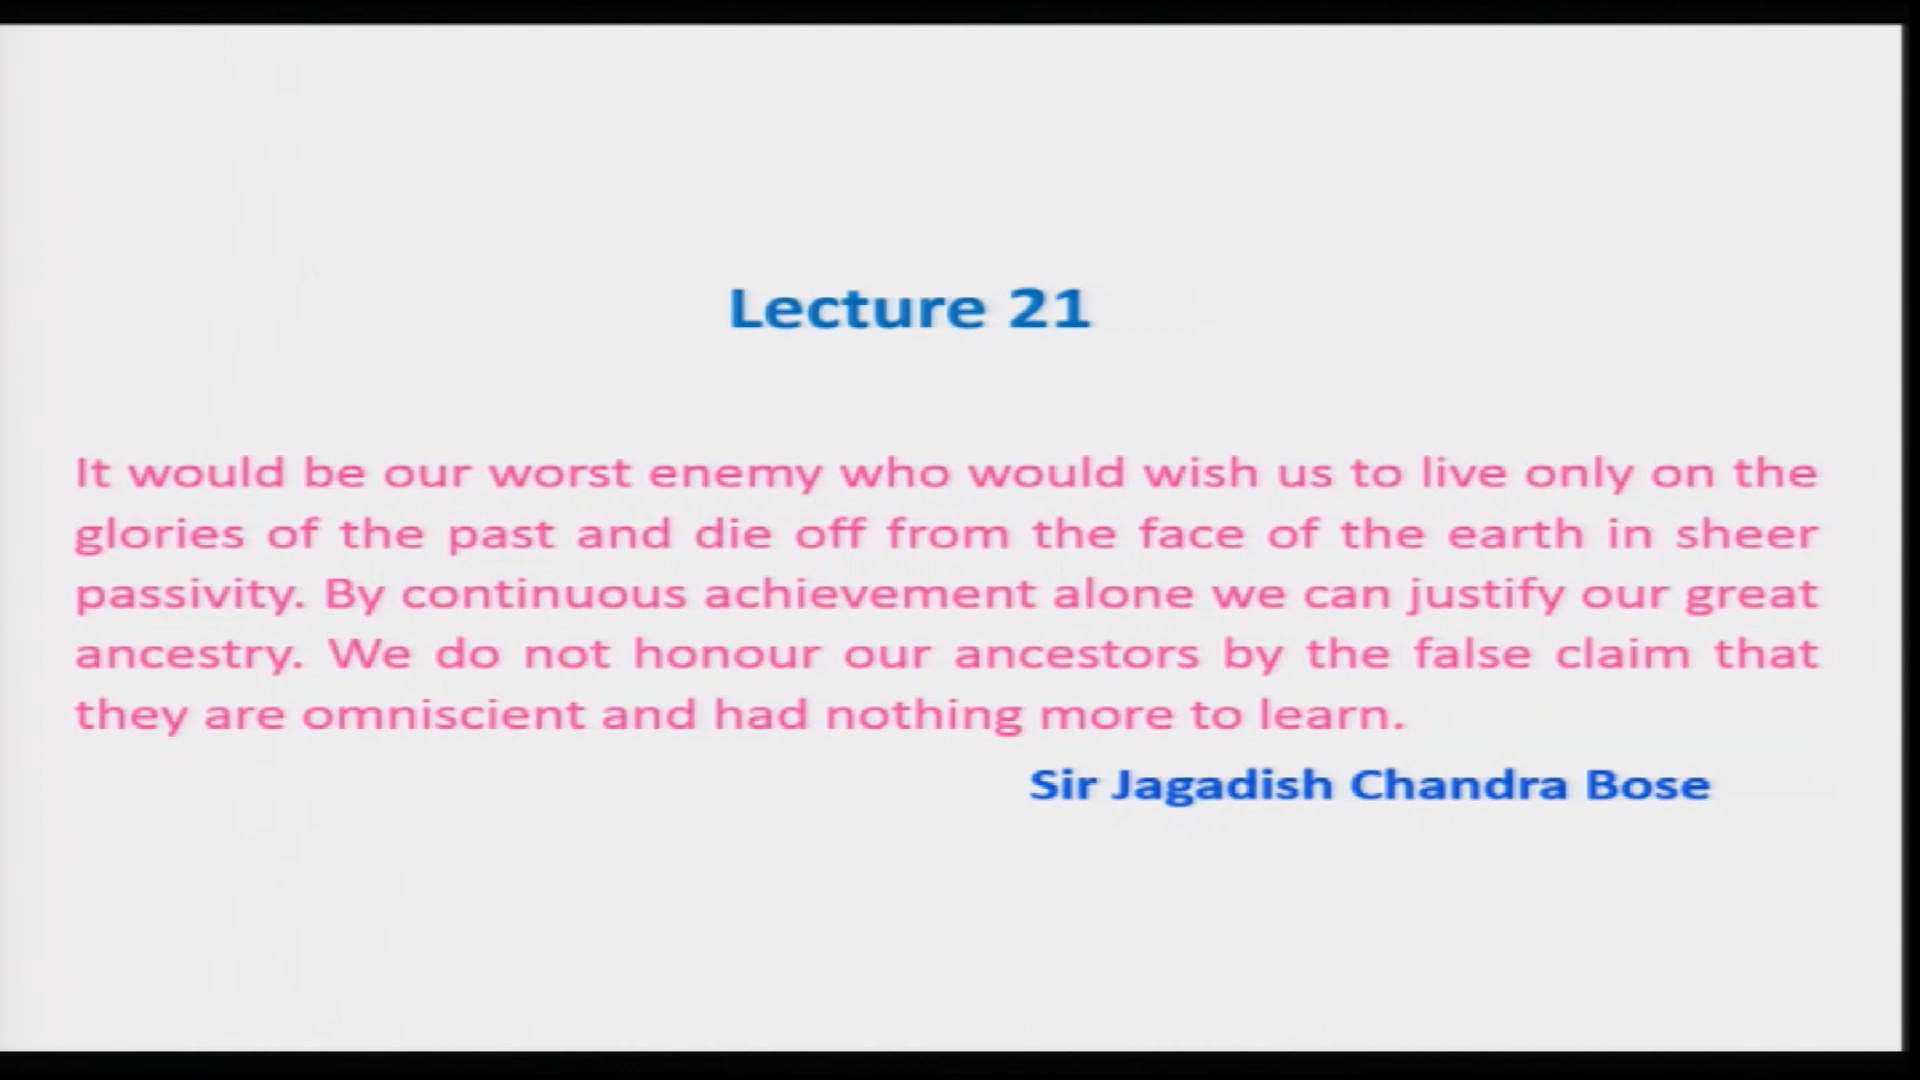 Lecture 21
It would be our worst enemy who would wish us to live only on the
glories of the past and die off from the face of the earth in sheer
passivity. By continuous achievement alone we can justify our great
ancestry. We do not honour our ancestors by the false claim that
they are omniscient and had nothing more to learn.
Sir Jagadish Chandra Bose